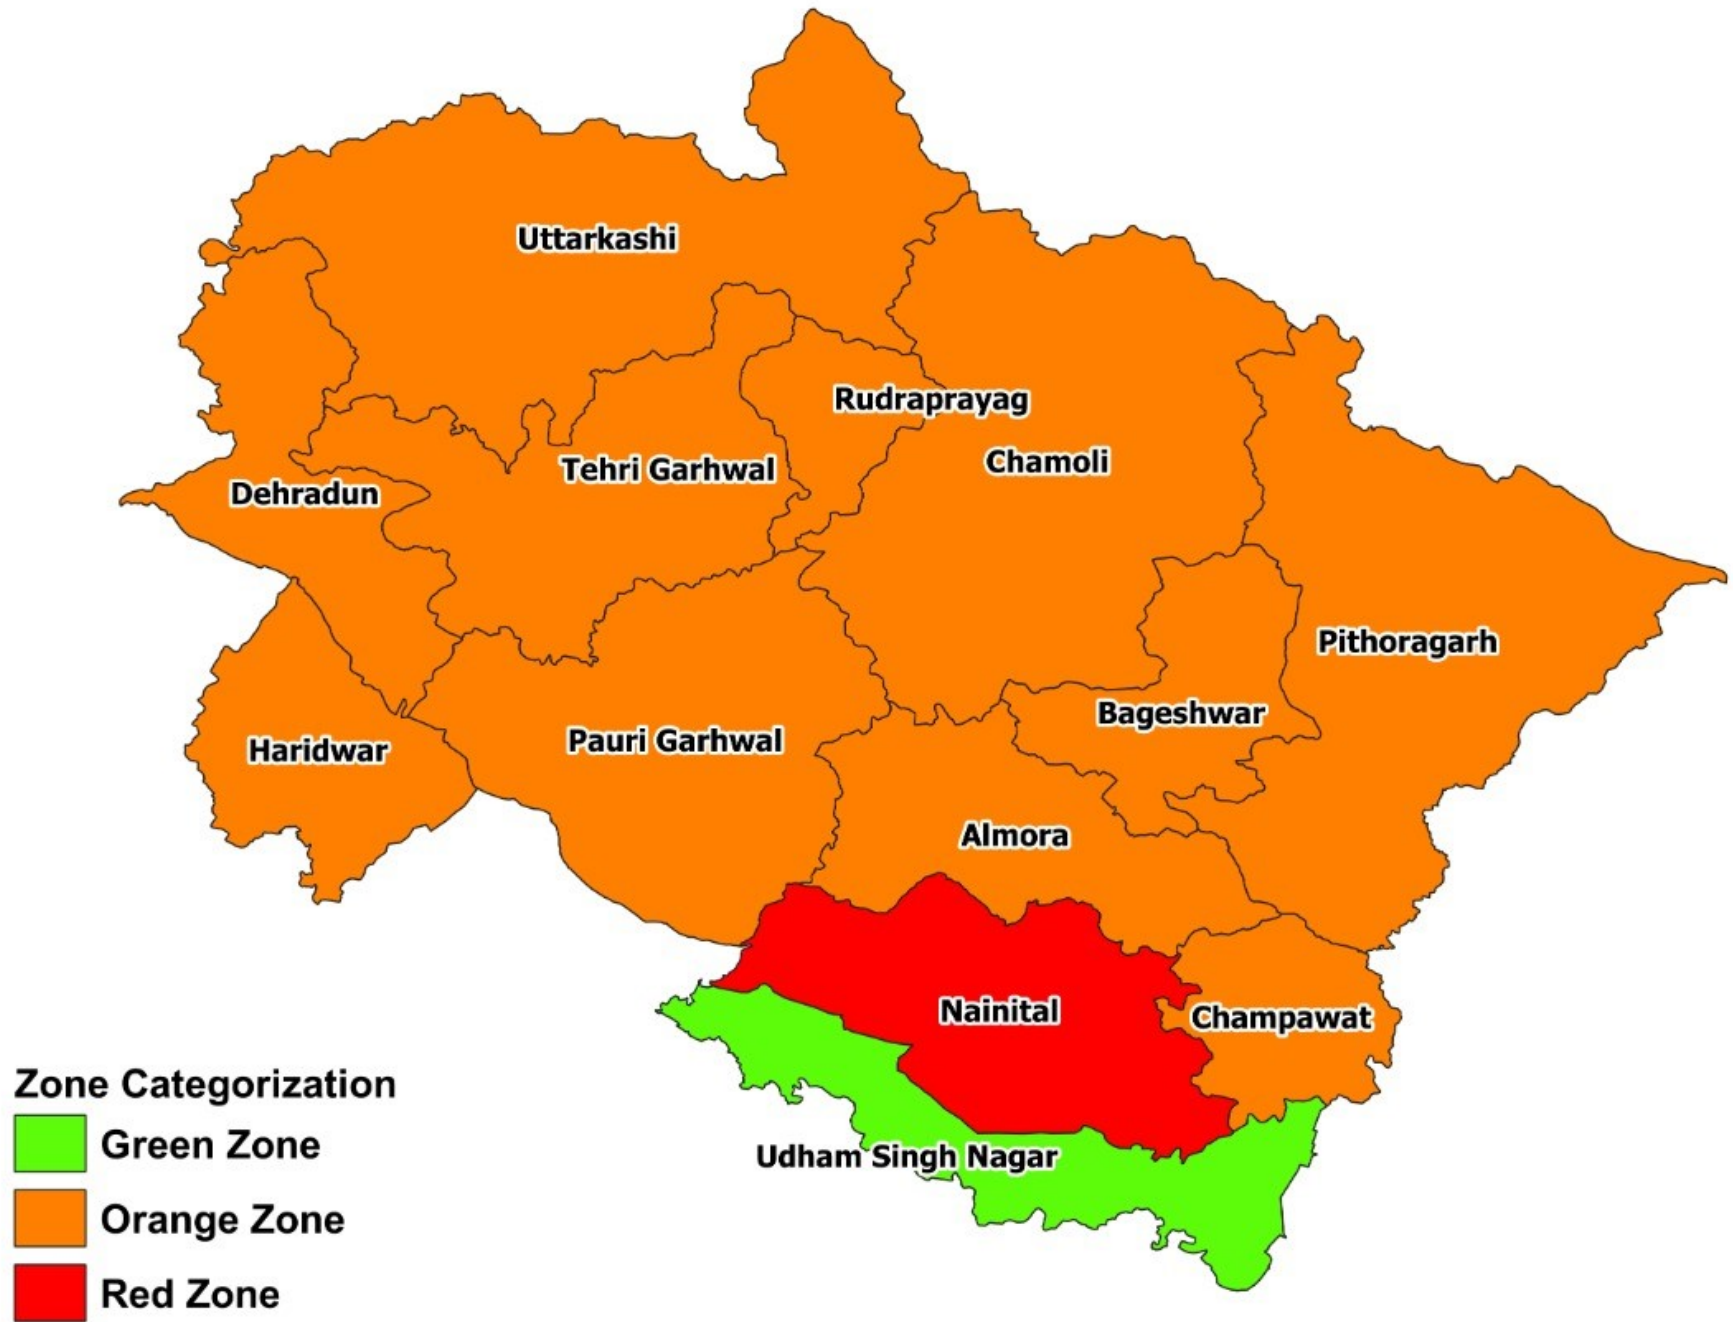 Uttarkashi
Rudraprayag
Chamoli
Tehri Garhwal
Dehradun
Pithoragarh
Bageshwar
Pauri Garhwal
Haridwar
Almora
Nainital
Champawat
Udham Singh Nagar
Zone Categorization
Green Zone
Orange Zone
Red Zone